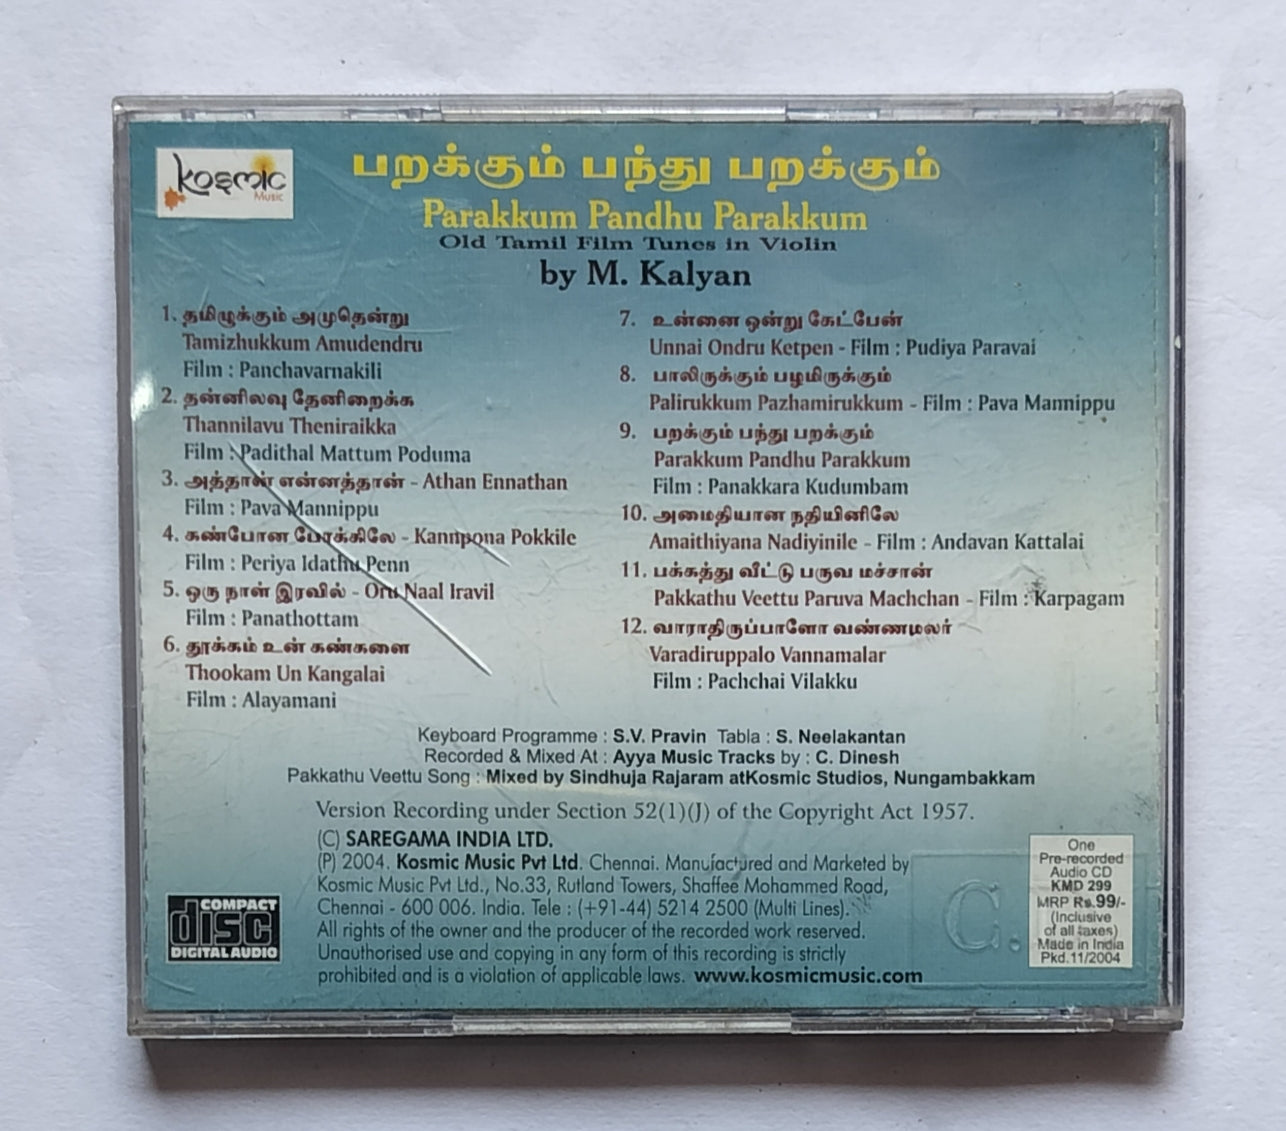 Kosmic
Music
பறக்கும் பந்து பறக்கும்
Parakkum Pandhu Parakkum
Old Tamil Film Tunes in Violin
by M. Kalyan
1. தமிழுக்கும் அமுதென்று
Tamizhukkum Amudendru
Film : Panchavarnakili
2. தன்னிலவு தேனிறைக்க
Thannilavu Theniraikka
Film : Padithal Mattum Poduma
3. அத்தான் என்னத்தான் - Athan Ennathan
Film : Pava Mannippu
4. கண்போன போக்கிலே - Kannpona Pokkile
Film : Periya Idathu Penn
5. ஒரு நாள் இரவில் - Oru Naal Iravil
Film : Panathottam
6. தூக்கம் உன் கண்களை
Thookam Un Kangalai
Film : Alayamani
7. உன்னை ஒன்று கேட்பேன்
Unnai Ondru Ketpen - Film : Pudiya Paravai
8. பாலிருக்கும் பழமிருக்கும்
Palirukkum Pazhamirukkum - Film : Pava Mannippu
9. பறக்கும் பந்து பறக்கும்
Parakkum Pandhu Parakkum
Film : Panakkara Kudumbam
10. அமைதியான நதியினிலே
Amaithiyana Nadiyinile - Film : Andavan Kattalai
11. பக்கத்து வீட்டு பருவ மச்சான்
Pakkathu Veettu Paruva Machchan - Film : Karpagam
12. வாராதிருப்பாளோ வண்ணமலர்
Varadiruppalo Vannamalar
Film : Pachchai Vilakku
Keyboard Programme : S.V. Pravin Tabla : S. Neelakantan
Recorded & Mixed At : Ayya Music Tracks by : C. Dinesh
Pakkathu Veettu Song : Mixed by Sindhuja Rajaram atKosmic Studios, Nungambakkam
Version Recording under Section 52(1)(J) of the Copyright Act 1957.
(C) SAREGAMA INDIA LTD.
(P) 2004. Kosmic Music Pvt Ltd. Chennai. Manufactured and Marketed by
Kosmic Music Pvt Ltd., No.33, Rutland Towers, Shaffee Mohammed Road,
Chennai - 600 006. India. Tele : (+91-44) 5214 2500 (Multi Lines).
All rights of the owner and the producer of the recorded work reserved.
Unauthorised use and copying in any form of this recording is strictly
prohibited and is a violation of applicable laws. www.kosmicmusic.com
COMPACT
disc
DIGITAL AUDIO
One
Pre-recorded
Audio CD
KMD 299
MRP Rs.99/-
(Inclusive
of all taxes)
Made in India
Pkd.11/2004